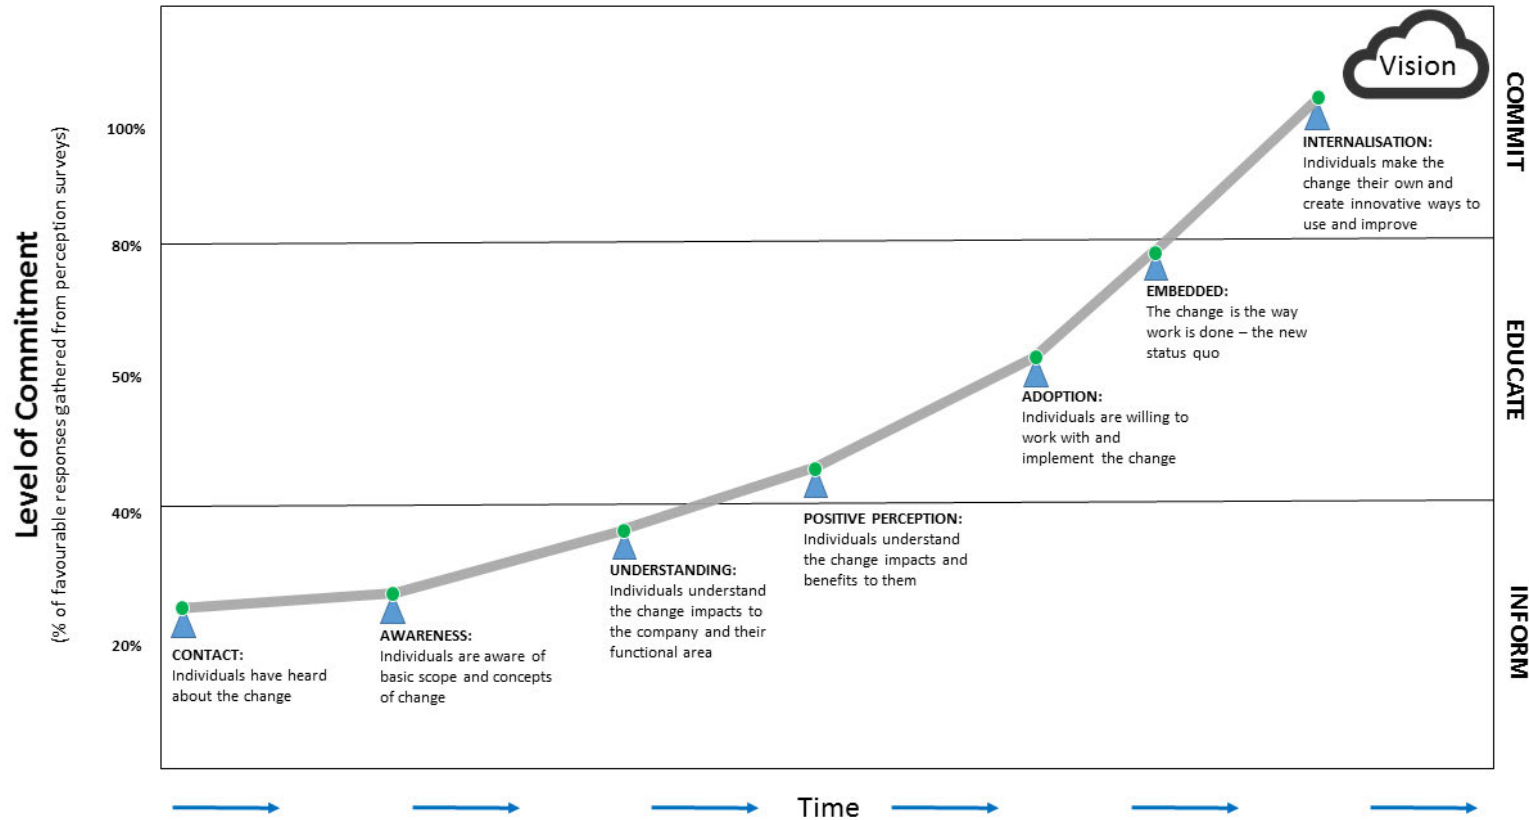 Vision
COMMIT
100%
INTERNALISATION:
Individuals make the
change their own and
create innovative ways to
use and improve
Level of Commitment
(% of favourable responses gathered from perception surveys)
80%
EMBEDDED:
The change is the way
work is done – the new
status quo
EDUCATE
50%
ADOPTION:
Individuals are willing to
work with and
implement the change
40%
POSITIVE PERCEPTION:
Individuals understand
the change impacts and
benefits to them
UNDERSTANDING:
Individuals understand
the change impacts to
the company and their
functional area
INFORM
20%
AWARENESS:
Individuals are aware of
basic scope and concepts
of change
CONTACT:
Individuals have heard
about the change
Time